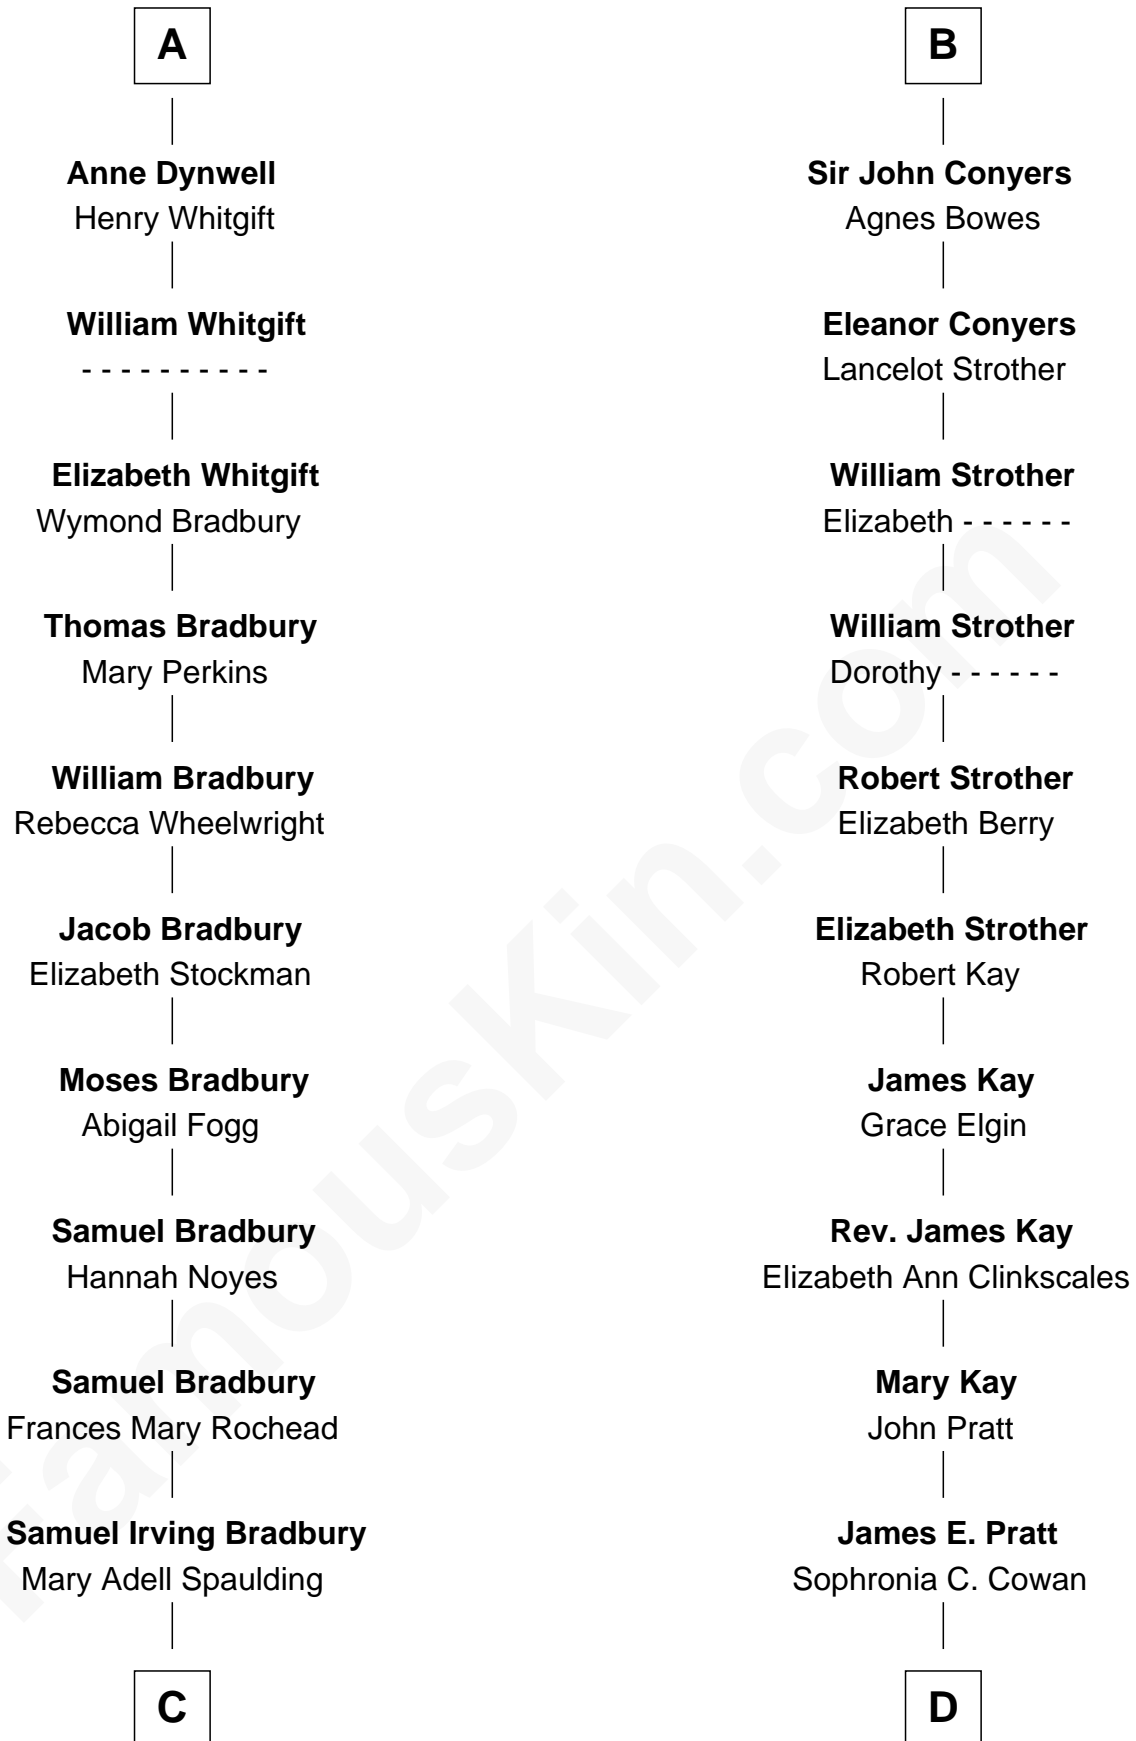 A
Anne Dynwell
Henry Whitgift
William Whitgift
- - - - - - - - - -
Elizabeth Whitgift
Wymond Bradbury
Thomas Bradbury
Mary Perkins
William Bradbury
Rebecca Wheelwright
Jacob Bradbury
Elizabeth Stockman
Moses Bradbury
Abigail Fogg
Samuel Bradbury
Hannah Noyes
Samuel Bradbury
Frances Mary Rochead
Samuel Irving Bradbury
Mary Adell Spaulding
C
B
Sir John Conyers
Agnes Bowes
Eleanor Conyers
Lancelot Strother
William Strother
Elizabeth - - - - - -
William Strother
Dorothy - - - - - -
Robert Strother
Elizabeth Berry
Elizabeth Strother
Robert Kay
James Kay
Grace Elgin
Rev. James Kay
Elizabeth Ann Clinkscales
Mary Kay
John Pratt
James E. Pratt
Sophronia C. Cowan
D
FamousKin.com